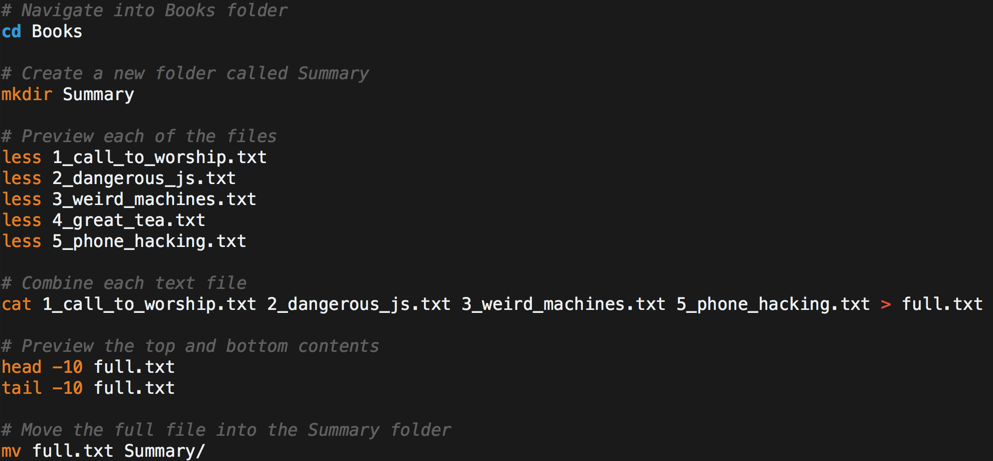 # Navigate into Books folder
cd Books
# Create a new folder called Summary
mkdir Summary
# Preview each of the files
less 1_call_to_worship.txt
less 2_dangerous_js.txt
less 3_weird_machines.txt
less 4_great_tea.txt
less 5_phone_hacking.txt
# Combine each text file
cat 1_call_to_worship.txt 2_dangerous_js.txt 3_weird_machines.txt 5_phone_hacking.txt > full.txt
# Preview the top and bottom contents
head -10 full.txt
tail -10 full.txt
# Move the full file into the Summary folder
mv full.txt Summary/